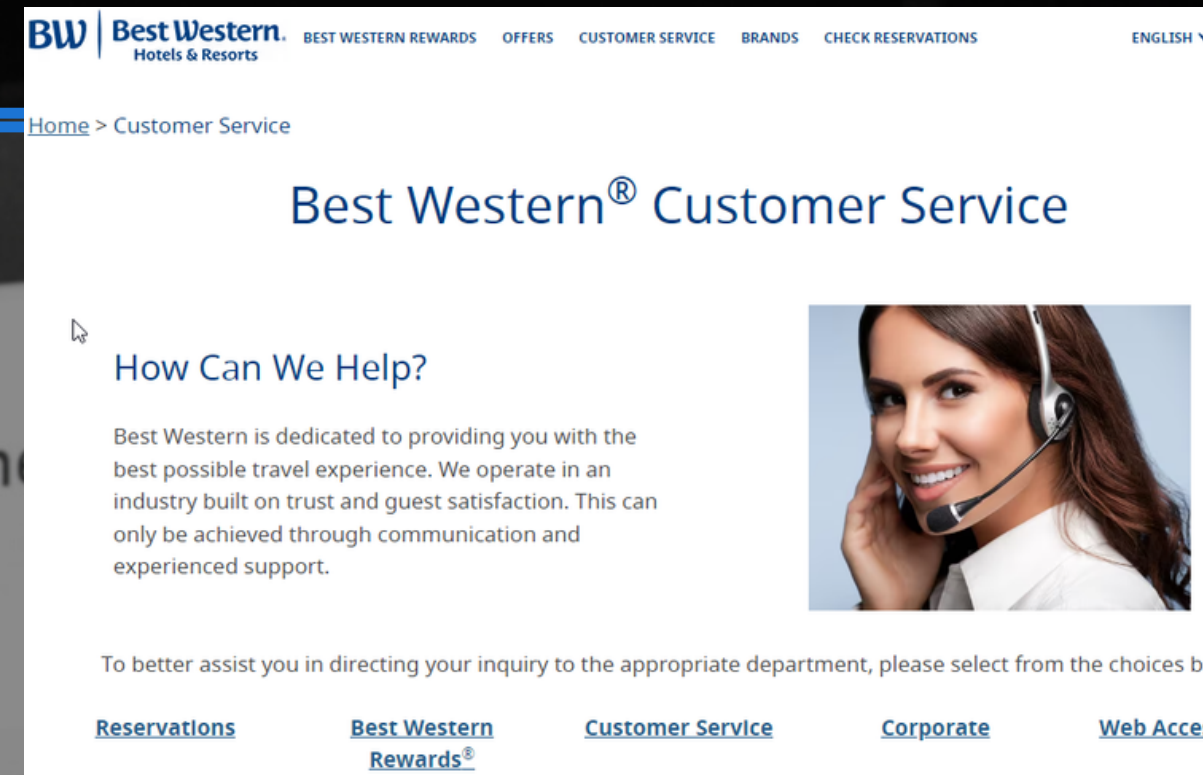 BW Best Western. BEST WESTERN REWARDS OFFERS CUSTOMER SERVICE BRANDS CHECK RESERVATIONS ENGLISH
Hotels & Resorts
Home > Customer Service
Best Western® Customer Service
How Can We Help?
Best Western is dedicated to providing you with the
best possible travel experience. We operate in an
industry built on trust and guest satisfaction. This can
only be achieved through communication and
experienced support.
To better assist you in directing your inquiry to the appropriate department, please select from the choices
Reservations Best Western Customer Service Corporate Web
Rewards®